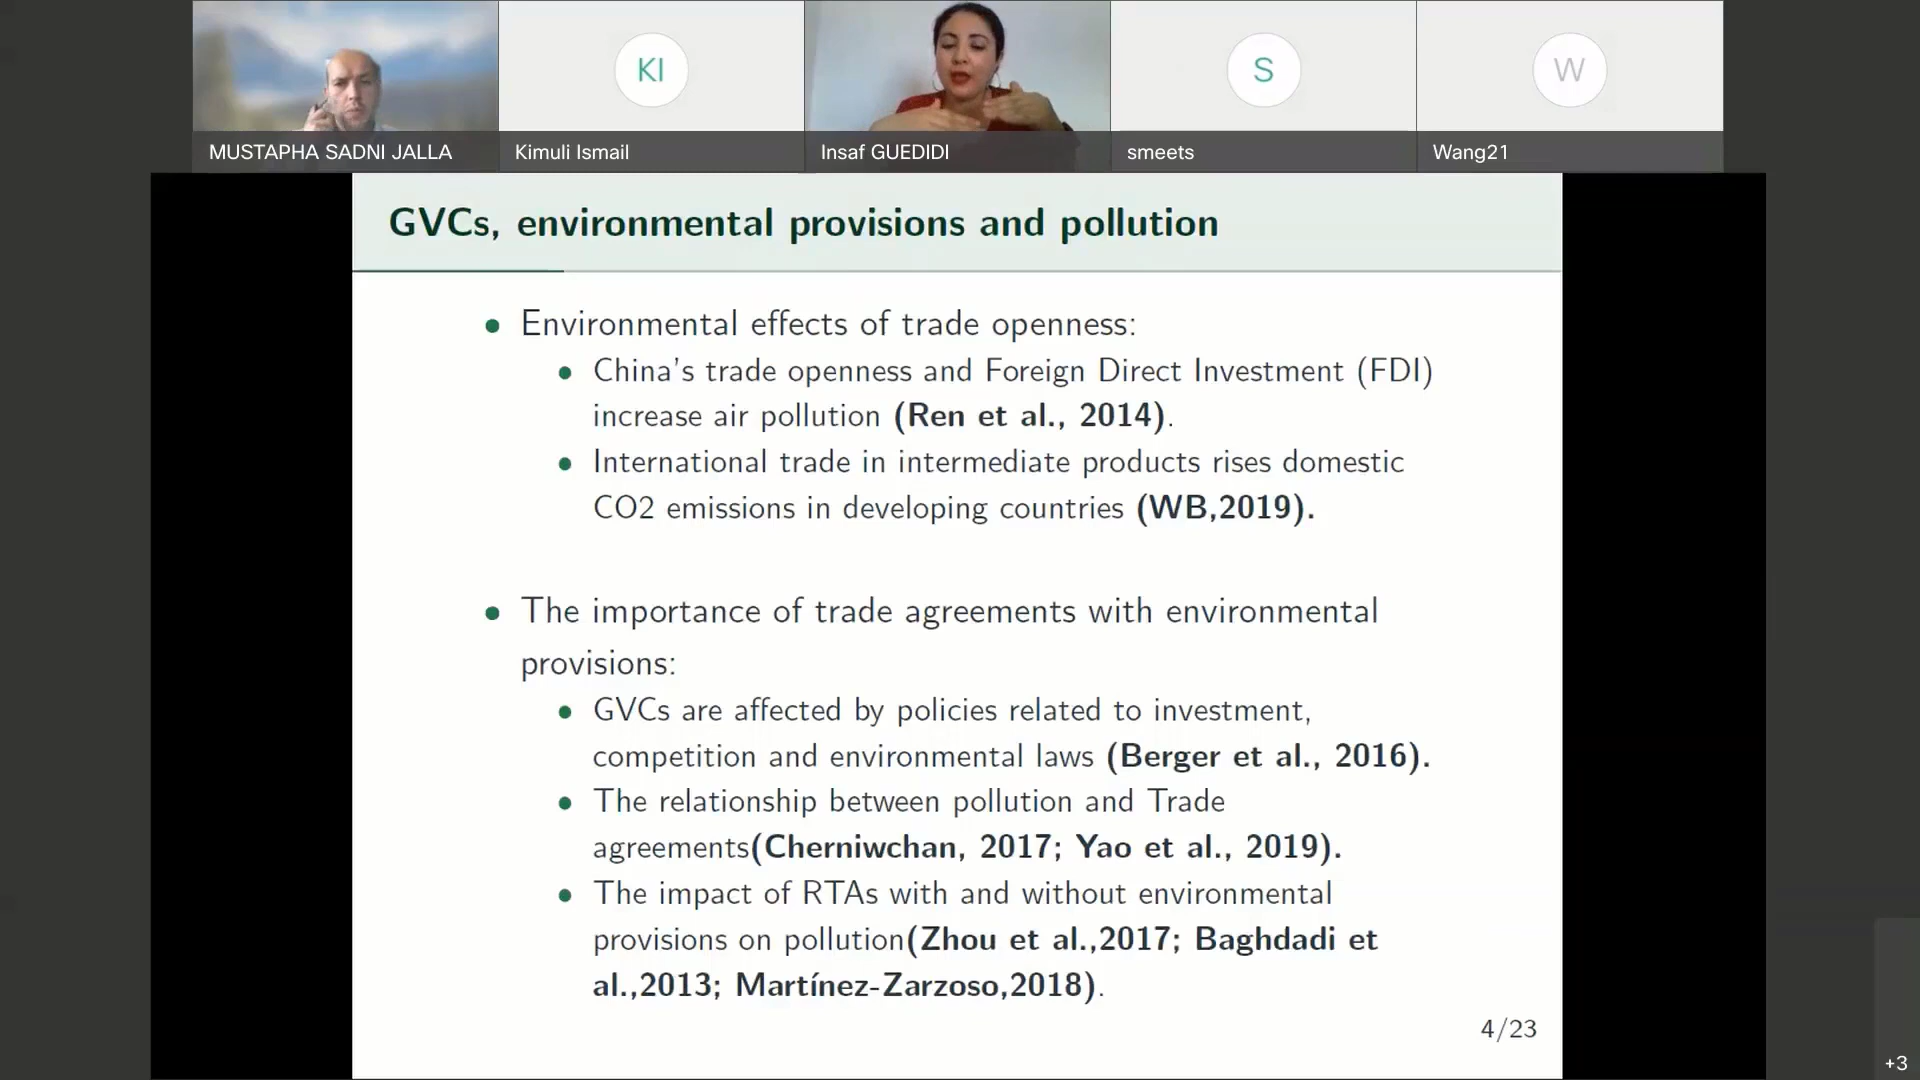 KI
S
W
MUSTAPHA SADNI JALLA
Kimuli Ismail
Insaf GUEDIDI
smeets
Wang21
GVCs, environmental provisions and pollution
• Environmental effects of trade openness:
• China's trade openness and Foreign Direct Investment (FDI)
increase air pollution (Ren et al., 2014).
• International trade in intermediate products rises domestic
CO2 emissions in developing countries (WB,2019).
• The importance of trade agreements with environmental
provisions:
• GVCs are affected by policies related to investment,
competition and environmental laws (Berger et al., 2016).
• The relationship between pollution and Trade
agreements(Cherniwchan, 2017; Yao et al., 2019).
• The impact of RTAs with and without environmental
provisions on pollution(Zhou et al.,2017; Baghdadi et
al.,2013; Martínez-Zarzoso,2018).
4/23
+3